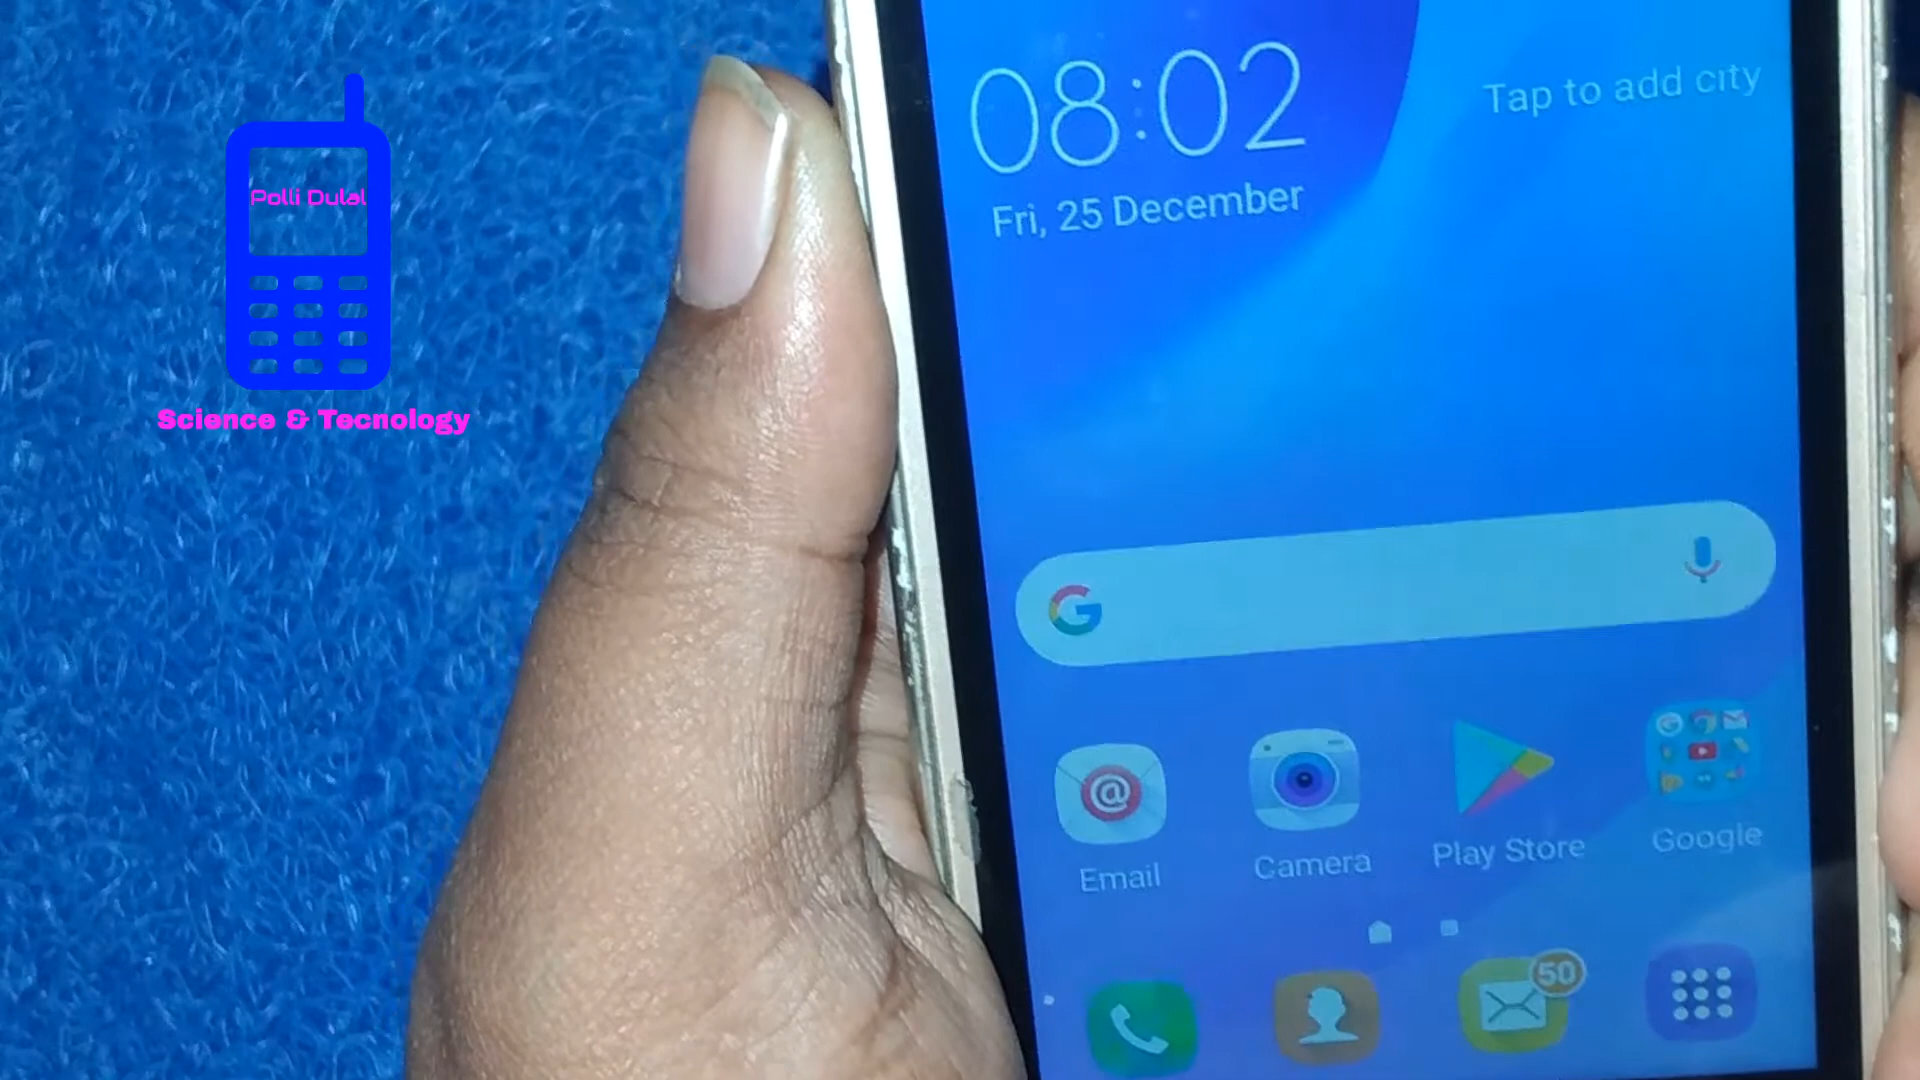 Polli Dulal
Science & Tecnology
08:02
Fri, 25 December
Tap to add city
Email
Camera
Play Store
Google
50